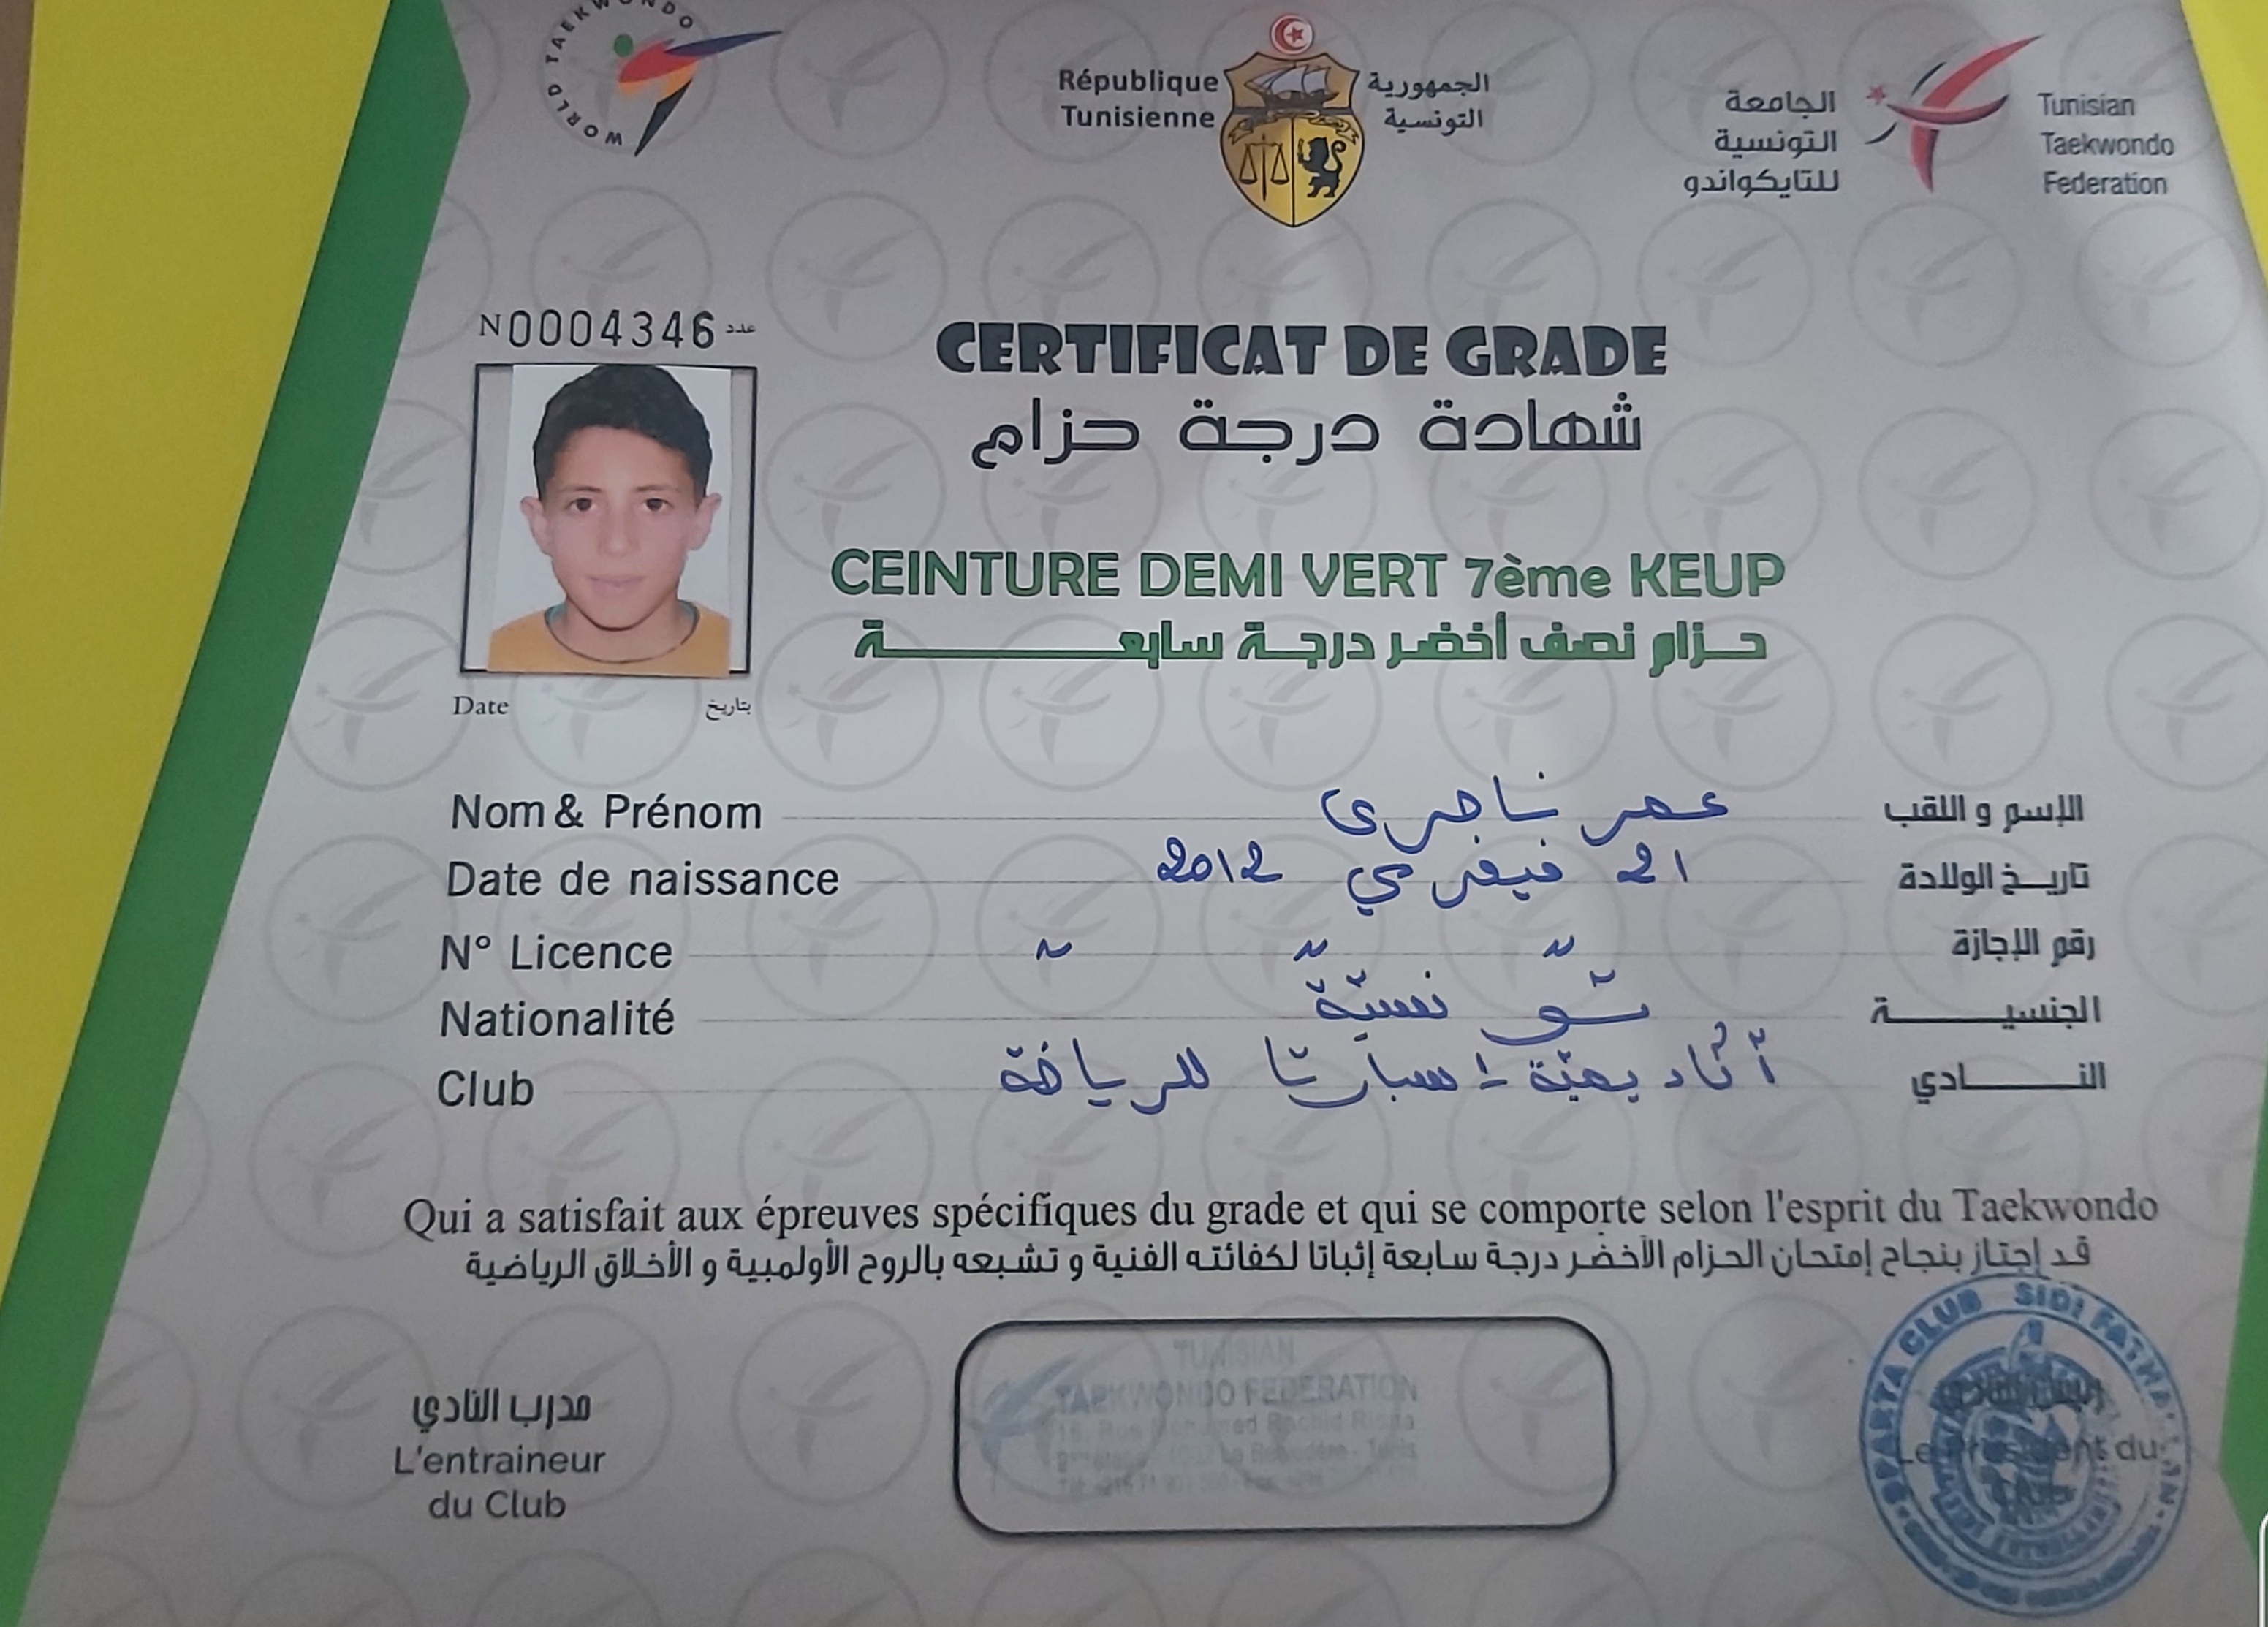 WORLD TAEKWONDO
République
Tunisienne
الجمهورية
التونسية
الجامعة
التونسية
للتايكواندو
Tunisian
Taekwondo
Federation
N 0004346 عدد
CERTIFICAT DE GRADE
شهادة درجة حزام
CEINTURE DEMI VERT 7ème KEUP
حزام نصف أخضر درجة سابعة
Date بتاريخ
Nom & Prénom عمر ناجري الإسم و اللقب
Date de naissance 21 فيفري 2012 تاريخ الولادة
N° Licence رقم الإجازة
Nationalité تونسية الجنسية
Club أكاديمية إسبارتا للرياضة النادي
Qui a satisfait aux épreuves spécifiques du grade et qui se comporte selon l'esprit du Taekwondo
قد إجتاز بنجاح إمتحان الحزام الأخضر درجة سابعة إثباتا لكفائته الفنية و تشبعه بالروح الأولمبية و الأخلاق الرياضية
مدرب النادي
L'entraineur
du Club
TUNISIAN
TAEKWONDO FEDERATION
SPARTA CLUB SIDI
Le Président du